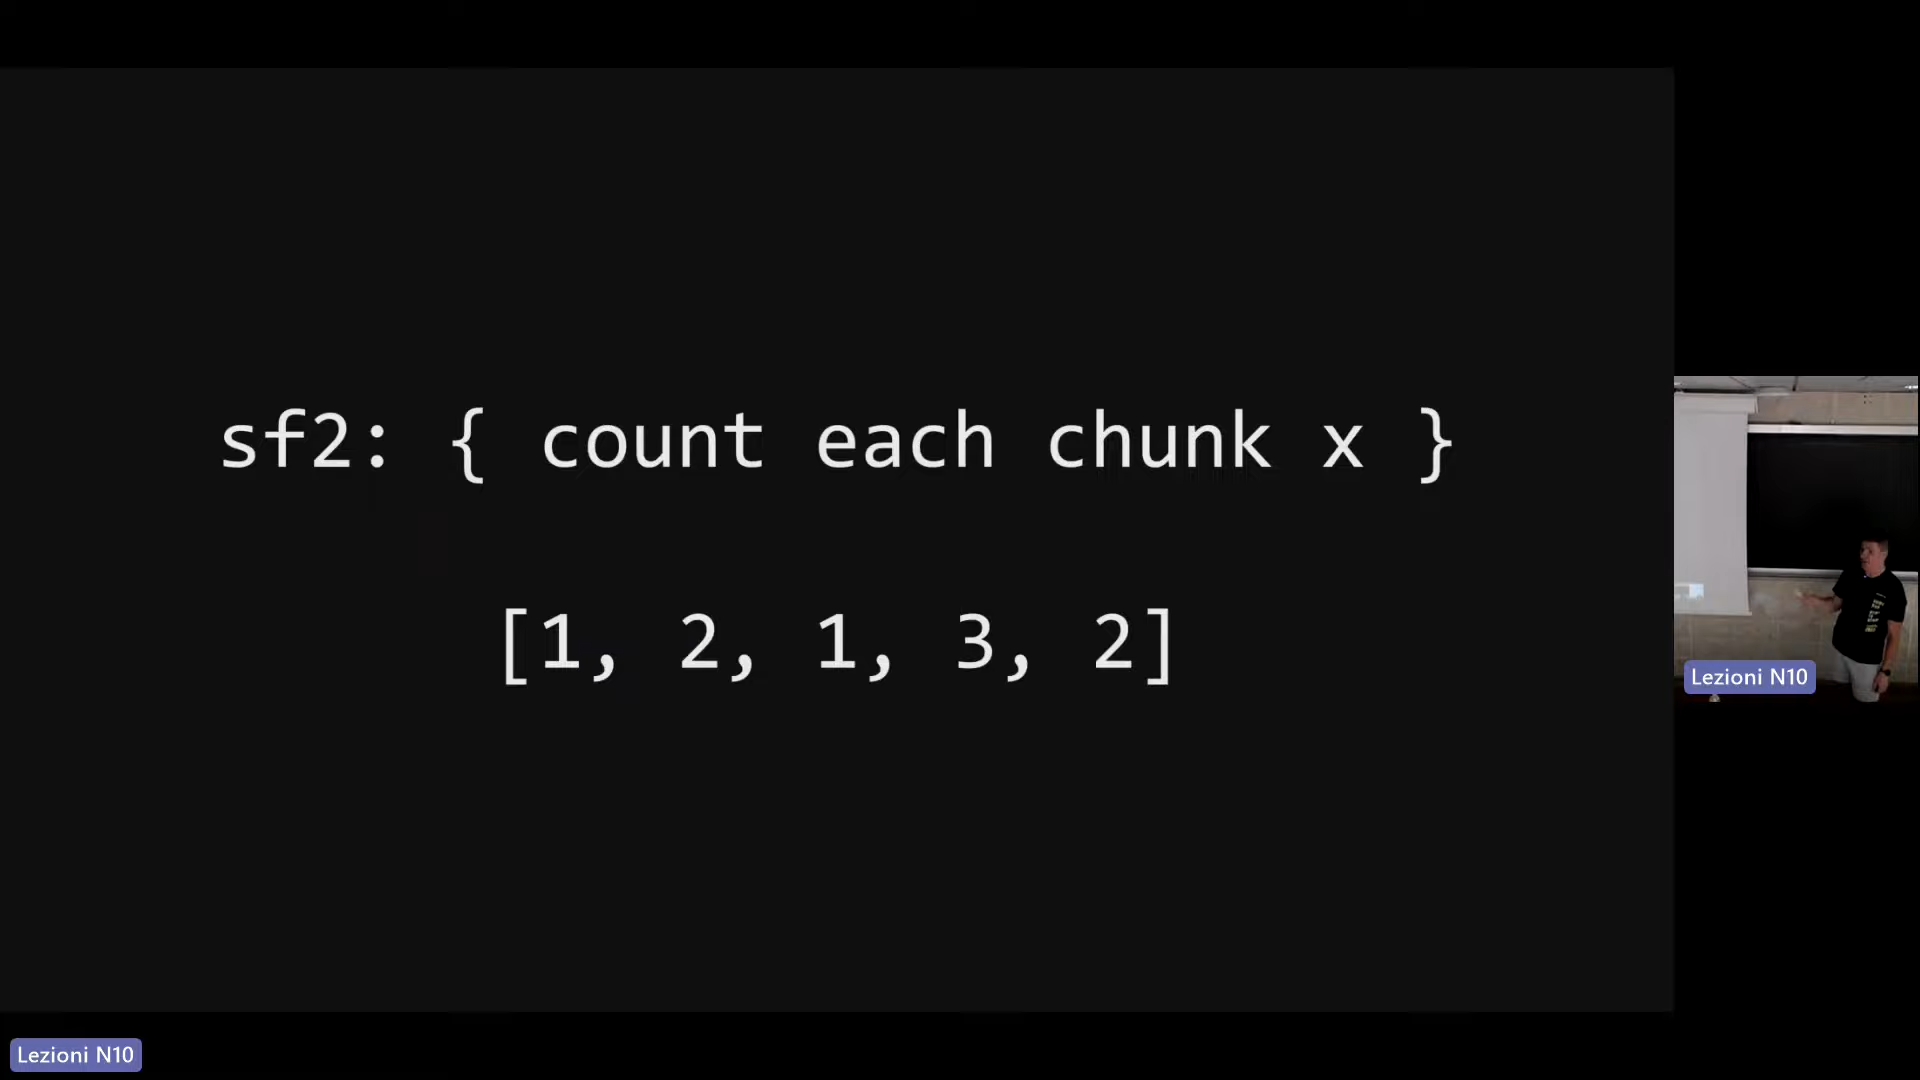 sf2: { count each chunk x }
[1, 2, 1, 3, 2]
Lezioni N10
Lezioni N10